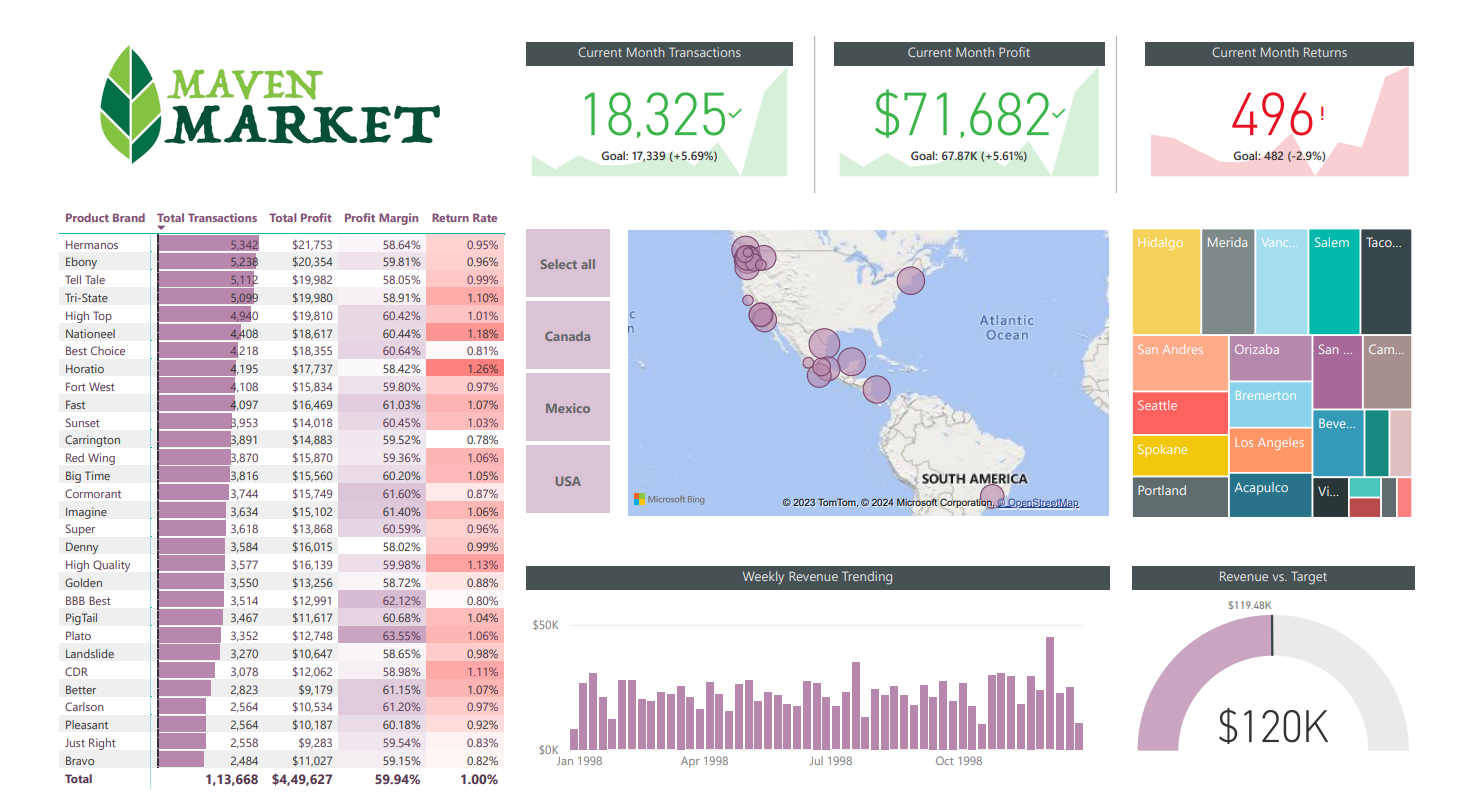 MAVEN
MARKET
Current Month Transactions
18,325
Goal: 17,339 (+5.69%)
Current Month Profit
$71,682
Goal: 67.87K (+5.61%)
Current Month Returns
496!
Goal: 482 (-2.9%)
Product Brand Total Transactions Total Profit Profit Margin Return Rate
Hermanos 5,342 $21,753 58.64% 0.95%
Ebony 5,238 $20,354 59.81% 0.96%
Tell Tale 5,112 $19,982 58.05% 0.99%
Tri-State 5,099 $19,980 58.91% 1.10%
High Top 4,940 $19,810 60.42% 1.01%
Nationeel 4,408 $18,617 60.44% 1.18%
Best Choice 4,218 $18,355 60.64% 0.81%
Horatio 4,195 $17,737 58.42% 1.26%
Fort West 4,108 $15,834 59.80% 0.97%
Fast 4,097 $16,469 61.03% 1.07%
Sunset 3,953 $14,018 60.45% 1.03%
Carrington 3,891 $14,883 59.52% 0.78%
Red Wing 3,870 $15,870 59.36% 1.06%
Big Time 3,816 $15,560 60.20% 1.05%
Cormorant 3,744 $15,749 61.60% 0.87%
Imagine 3,634 $15,102 61.40% 1.06%
Super 3,618 $13,868 60.59% 0.96%
Denny 3,584 $16,015 58.02% 0.99%
High Quality 3,577 $16,139 59.98% 1.13%
Golden 3,550 $13,256 58.72% 0.88%
BBB Best 3,514 $12,991 62.12% 0.80%
PigTail 3,467 $11,617 60.68% 1.04%
Plato 3,352 $12,748 63.55% 1.06%
Landslide 3,270 $10,647 58.65% 0.98%
CDR 3,078 $12,062 58.98% 1.11%
Better 2,823 $9,179 61.15% 1.07%
Carlson 2,564 $10,534 61.20% 0.97%
Pleasant 2,564 $10,187 60.18% 0.92%
Just Right 2,558 $9,283 59.54% 0.83%
Bravo 2,484 $11,027 59.15% 0.82%
Total 1,13,668 $4,49,627 59.94% 1.00%
Select all
Canada
Mexico
USA
c
n
Atlantic
Ocean
SOUTH AMERICA
Microsoft Bing
© 2023 TomTom, © 2024 Microsoft Corporation, © OpenStreetMap
Hidalgo Merida Vanc... Salem Taco...
San Andres Orizaba San ... Cam...
Seattle Bremerton Beve...
Spokane Los Angeles
Portland Acapulco Vi...
Weekly Revenue Trending
$50K
$0K
Jan 1998 Apr 1998 Jul 1998 Oct 1998
Revenue vs. Target
$119.48K
$120K